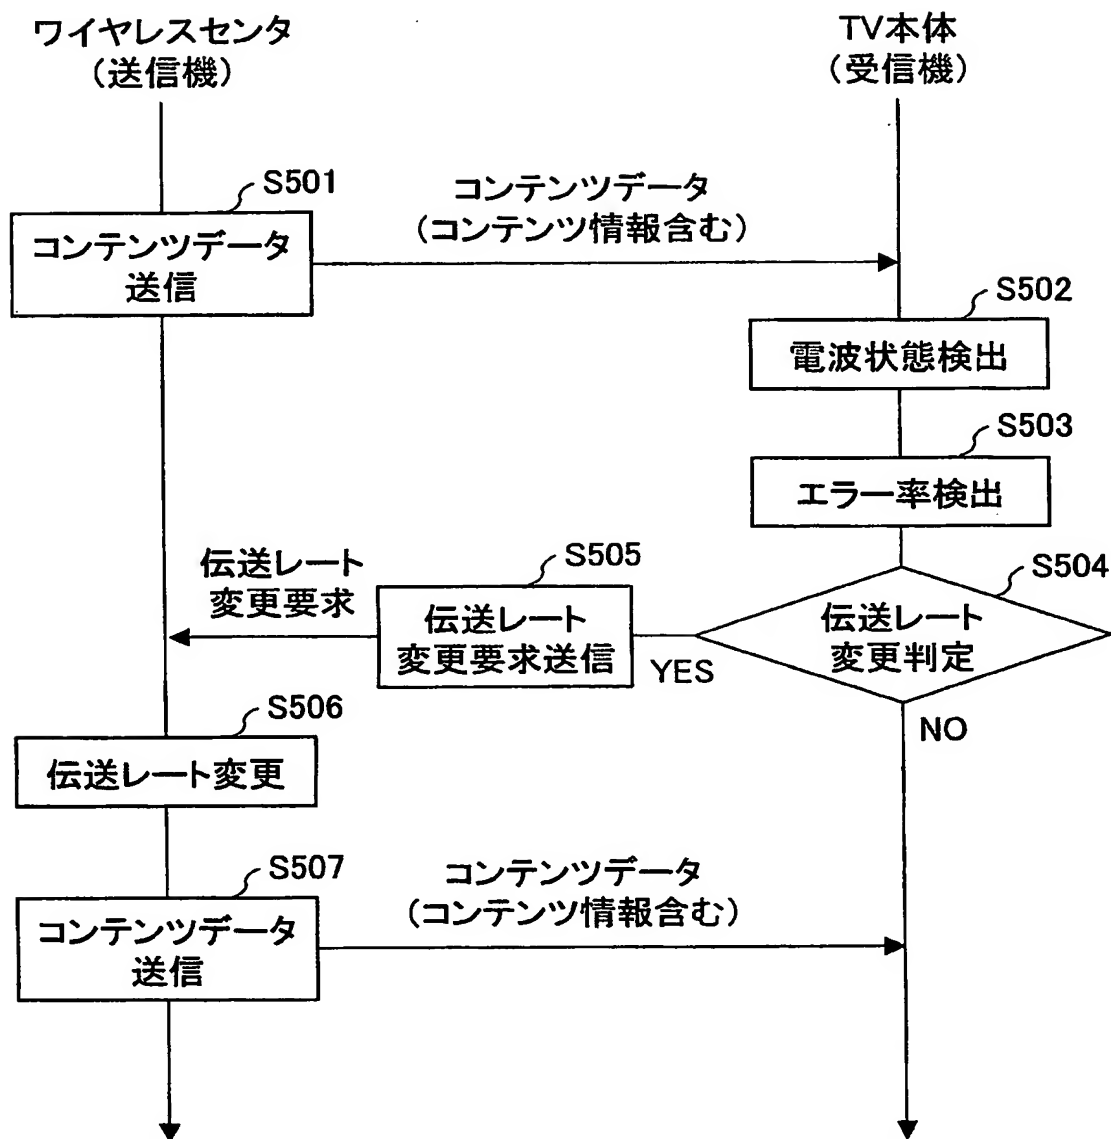 ワイヤレスセンタ
（送信機）
TV本体
（受信機）
S501
コンテンツデータ
送信
コンテンツデータ
（コンテンツ情報含む）
S502
電波状態検出
S503
エラー率検出
S504
伝送レート
変更判定
YES
NO
S505
伝送レート
変更要求送信
伝送レート
変更要求
S506
伝送レート変更
S507
コンテンツデータ
送信
コンテンツデータ
（コンテンツ情報含む）